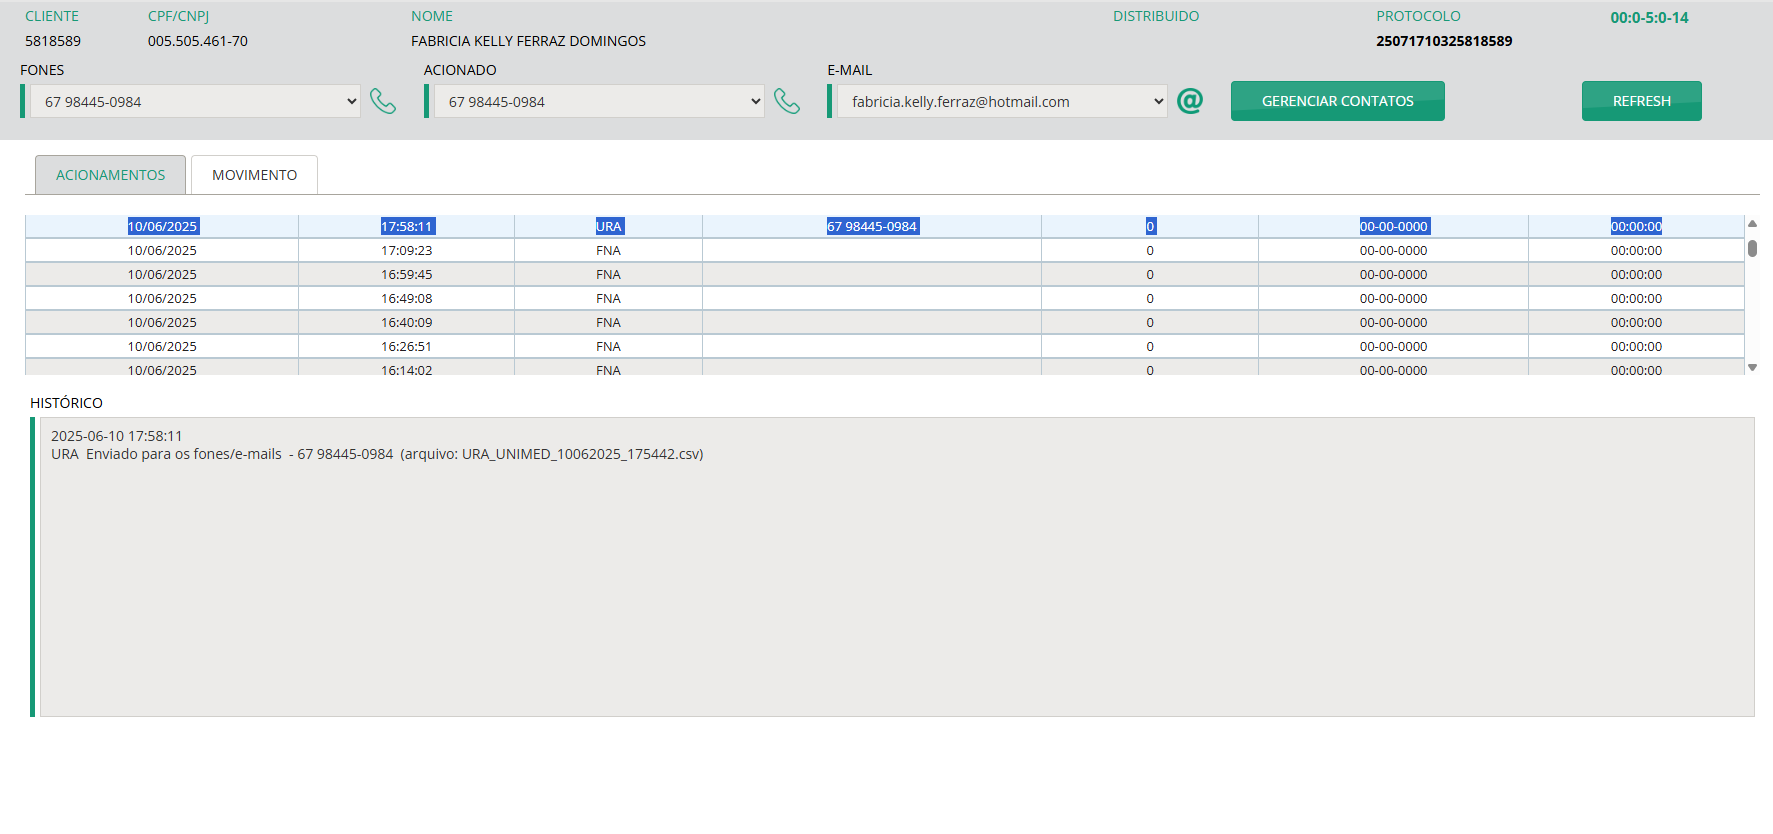 CLIENTE CPF/CNPJ NOME DISTRIBUIDO PROTOCOLO 00:0-5:0-14
5818589 005.505.461-70 FABRICIA KELLY FERRAZ DOMINGOS 25071710325818589
FONES ACIONADO E-MAIL
67 98445-0984 67 98445-0984 fabricia.kelly.ferraz@hotmail.com @ GERENCIAR CONTATOS REFRESH
ACIONAMENTOS MOVIMENTO
10/06/2025 17:58:11 URA 67 98445-0984 0 00-00-0000 00:00:00
10/06/2025 17:09:23 FNA 0 00-00-0000 00:00:00
10/06/2025 16:59:45 FNA 0 00-00-0000 00:00:00
10/06/2025 16:49:08 FNA 0 00-00-0000 00:00:00
10/06/2025 16:40:09 FNA 0 00-00-0000 00:00:00
10/06/2025 16:26:51 FNA 0 00-00-0000 00:00:00
10/06/2025 16:14:02 FNA 0 00-00-0000 00:00:00
HISTÓRICO
2025-06-10 17:58:11
URA Enviado para os fones/e-mails - 67 98445-0984 (arquivo: URA_UNIMED_10062025_175442.csv)